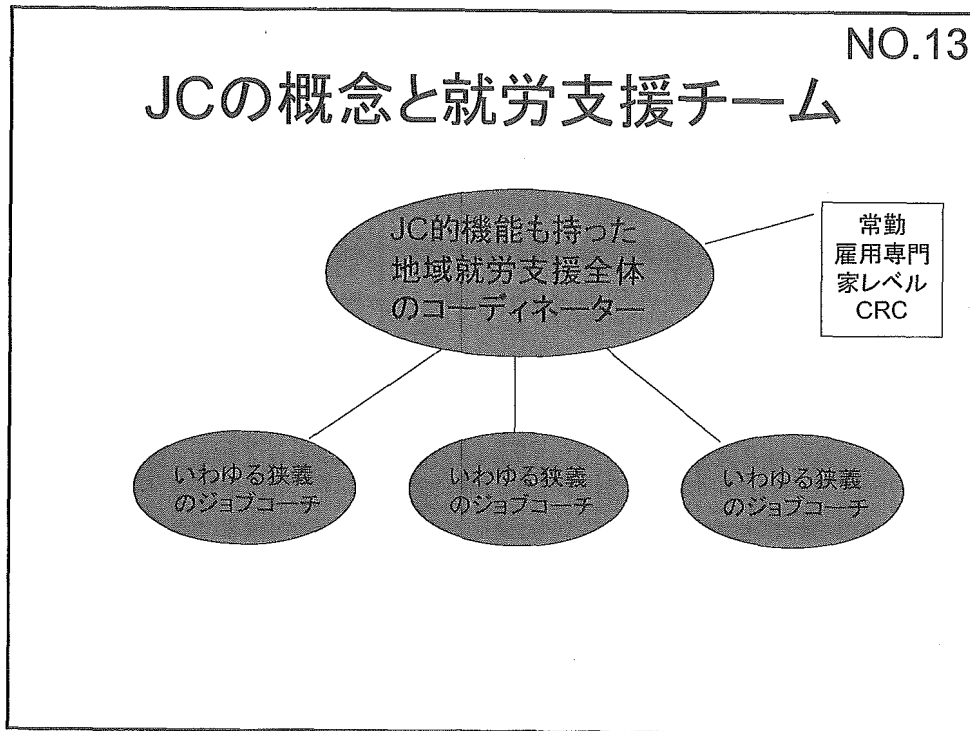 NO.13
JCの概念と就労支援チーム
JC的機能も持った
地域就労支援全体
のコーディネーター
常勤
雇用専門
家レベル
CRC
いわゆる狭義
のジョブコーチ
いわゆる狭義
のジョブコーチ
いわゆる狭義
のジョブコーチ